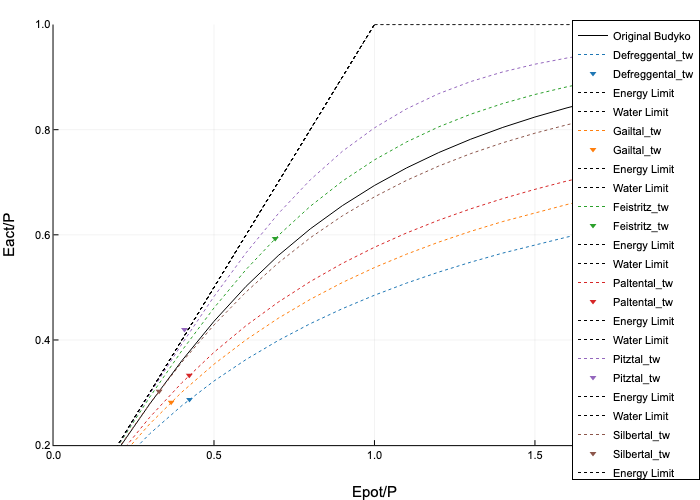 1.0
0.8
0.6
0.4
0.2
0.0
0.5
1.0
1.5
Eact/P
Epot/P
Original Budyko
Defreggental_tw
Defreggental_tw
Energy Limit
Water Limit
Gailtal_tw
Gailtal_tw
Energy Limit
Water Limit
Feistritz_tw
Feistritz_tw
Energy Limit
Water Limit
Paltental_tw
Paltental_tw
Energy Limit
Water Limit
Pitztal_tw
Pitztal_tw
Energy Limit
Water Limit
Silbertal_tw
Silbertal_tw
Energy Limit